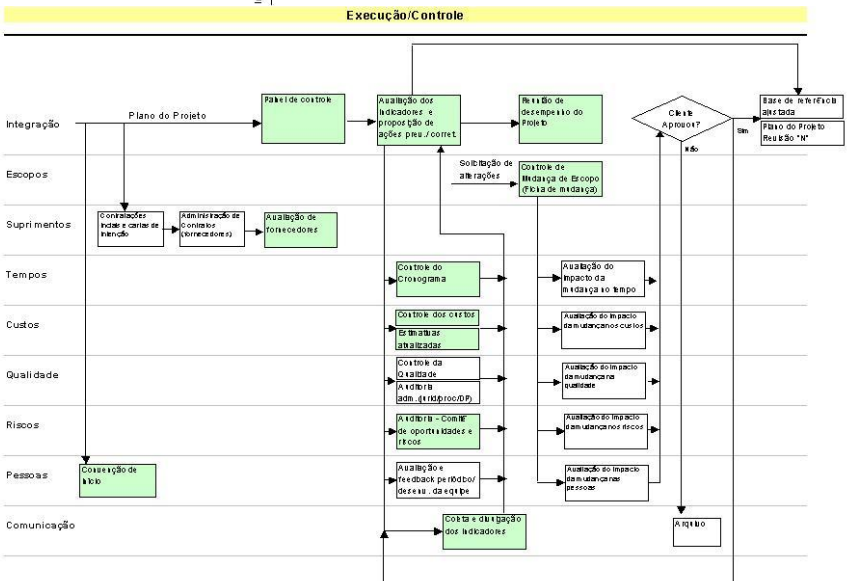 Execução/Controle
Integração
Plano do Projeto
Painel de controle
Avaliação dos
indicadores e
proposição de
ações prev./corret.
Reunião de
desempenho do
Projeto
Cliente
Aprovou?
Sim
Não
Base de referência
ajustada
Plano do Projeto
Revisão "N"
Escopos
Solicitação de
alterações
Controle de
Mudança de Escopo
(Ficha de mudança)
Suprimentos
Contratações
iniciais e cartas de
intenção
Administração de
Contratos
(fornecedores)
Avaliação de
fornecedores
Tempos
Controle do
Cronograma
Avaliação do
impacto da
mudança no tempo
Custos
Controle dos custos
Estimativas
atualizadas
Avaliação do impacto
da mudança nos custos
Qualidade
Controle da
Qualidade
Auditoria
adm.(jurid/proc/DP)
Avaliação do impacto
da mudança na
qualidade
Riscos
Auditoria - Comitê
de oportunidades e
riscos
Avaliação do impacto
da mudança nos riscos
Pessoas
Convenção de
Início
Avaliação e
feedback periódico/
desenv. da equipe
Avaliação do impacto
da mudança nas
pessoas
Comunicação
Coleta e divulgação
dos indicadores
Arquivo